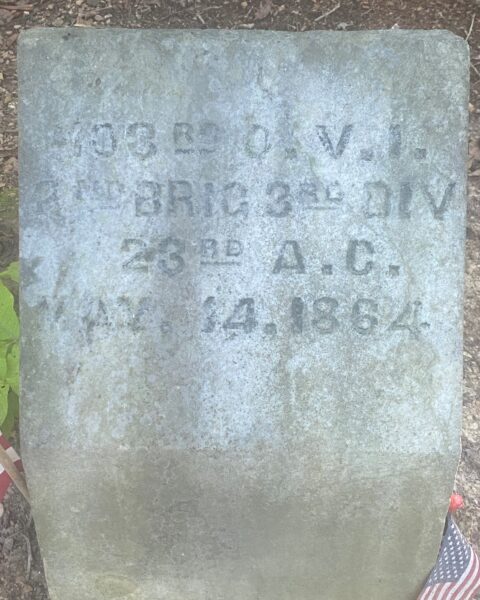 103RD O.V.I.
2ND BRIG 3RD DIV
23RD A.C.
MAY. 14.1864